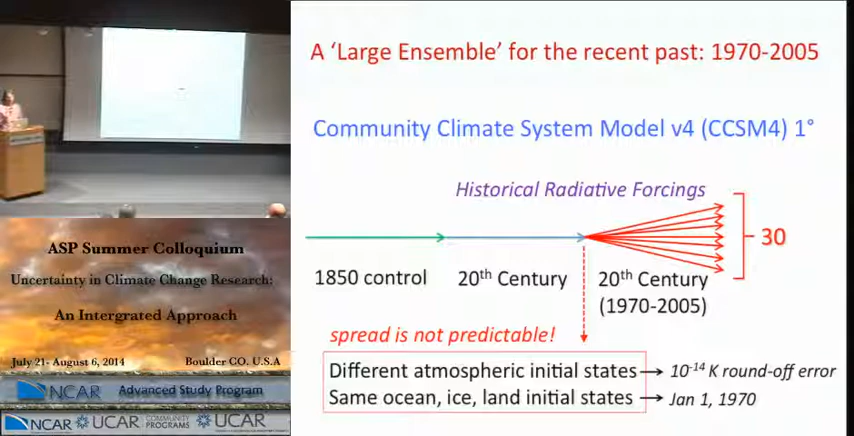 A 'Large Ensemble' for the recent past: 1970-2005
Community Climate System Model v4 (CCSM4) 1°
Historical Radiative Forcings
30
1850 control
20th Century
20th Century
(1970-2005)
spread is not predictable!
Different atmospheric initial states → 10-14 K round-off error
Same ocean, ice, land initial states → Jan 1, 1970
ASP Summer Colloquium
Uncertainty in Climate Change Research:
An Intergrated Approach
July 21- August 6, 2014 Boulder CO. U.S.A
NCAR Advanced Study Program
NCAR UCAR COMMUNITY PROGRAMS UCAR